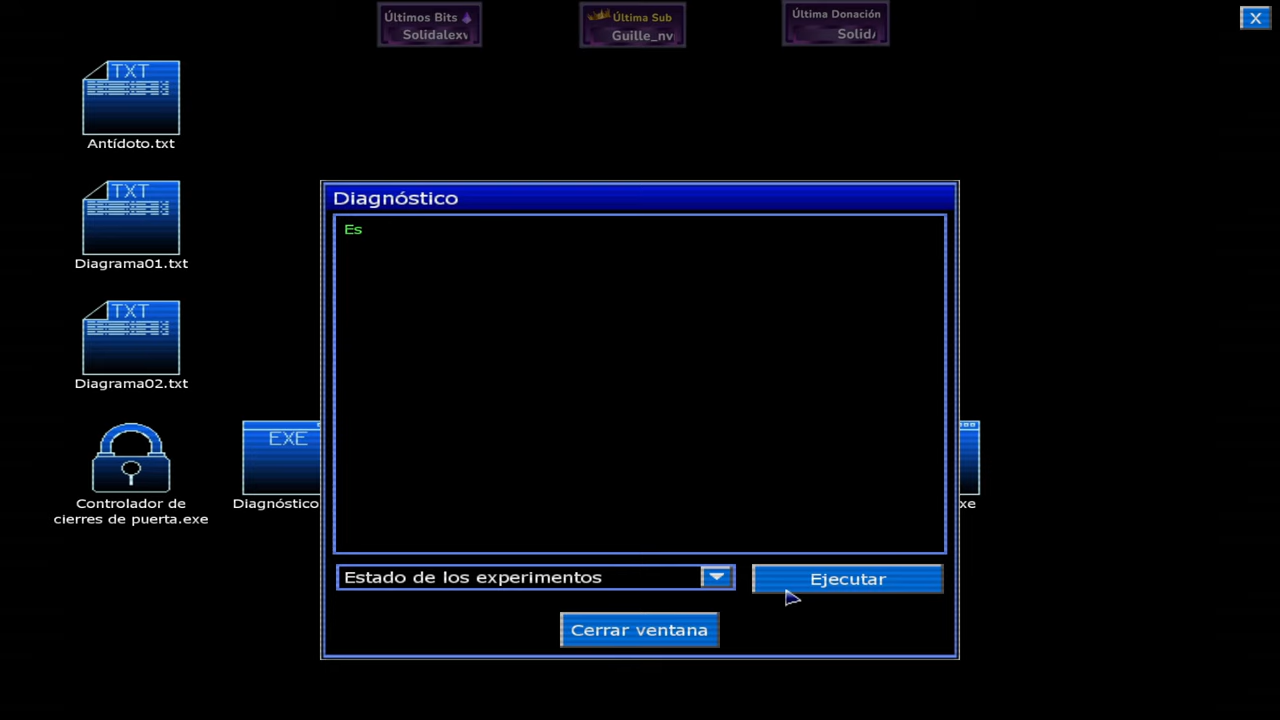 Últimos Bits
Solidalexv
Última Sub
Guille_nv
Última Donación
Solid
X
TXT
Antídoto.txt
TXT
Diagrama01.txt
TXT
Diagrama02.txt
Controlador de
cierres de puerta.exe
EXE
Diagnóstico
xe
Diagnóstico
Es
Estado de los experimentos
Ejecutar
Cerrar ventana